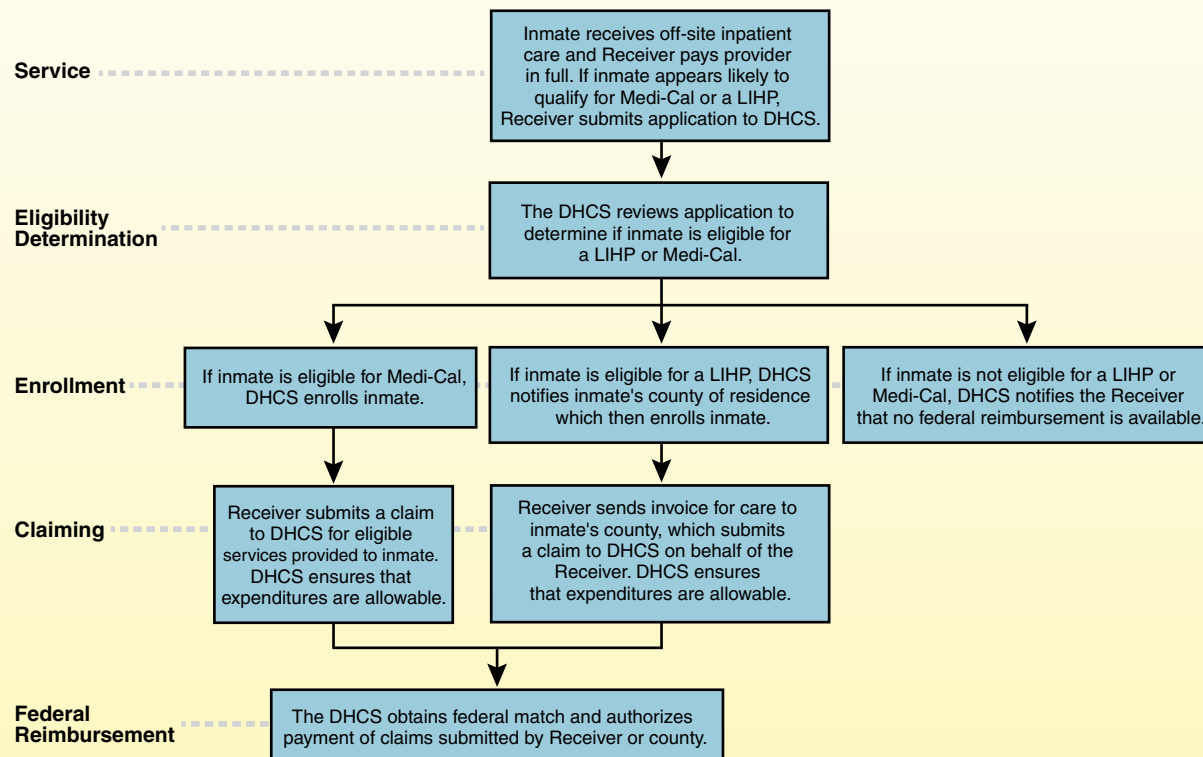 Service
Inmate receives off-site inpatient
care and Receiver pays provider
in full. If inmate appears likely to
qualify for Medi-Cal or a LIHP,
Receiver submits application to DHCS.
Eligibility
Determination
The DHCS reviews application to
determine if inmate is eligible for
a LIHP or Medi-Cal.
Enrollment
If inmate is eligible for Medi-Cal,
DHCS enrolls inmate.
If inmate is eligible for a LIHP, DHCS
notifies inmate's county of residence
which then enrolls inmate.
If inmate is not eligible for a LIHP or
Medi-Cal, DHCS notifies the Receiver
that no federal reimbursement is available.
Claiming
Receiver submits a claim
to DHCS for eligible
services provided to inmate.
DHCS ensures that
expenditures are allowable.
Receiver sends invoice for care to
inmate's county, which submits
a claim to DHCS on behalf of the
Receiver. DHCS ensures
that expenditures are allowable.
Federal
Reimbursement
The DHCS obtains federal match and authorizes
payment of claims submitted by Receiver or county.